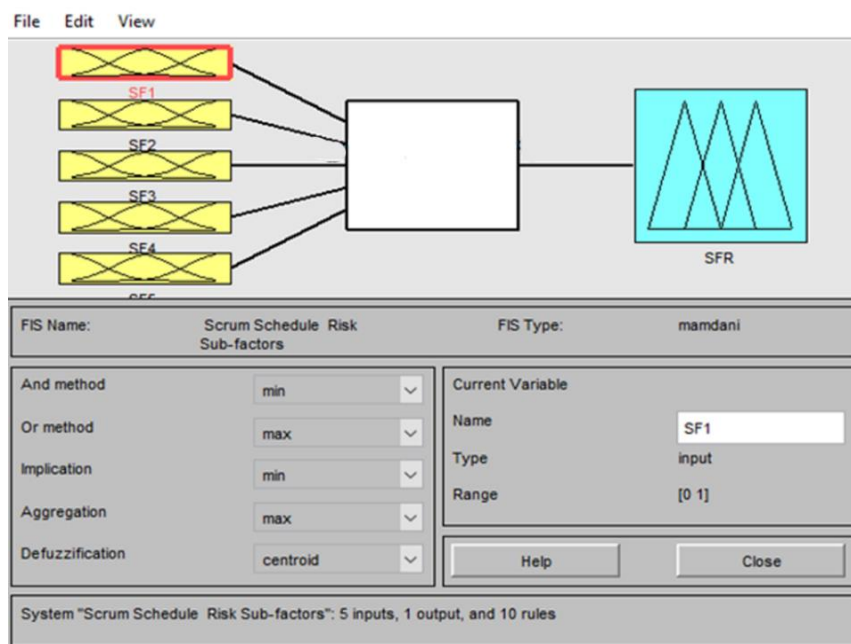 File Edit View
SF1
SF2
SF3
SF4
SF5
SFR
FIS Name: Scrum Schedule Risk Sub-factors FIS Type: mamdani
And method min
Or method max
Implication min
Aggregation max
Defuzzification centroid
Current Variable
Name SF1
Type input
Range [0 1]
Help Close
System "Scrum Schedule Risk Sub-factors": 5 inputs, 1 output, and 10 rules